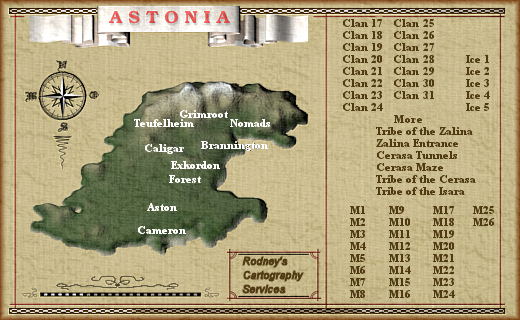 ASTONIA
N
Grimroot
Teufelheim Nomads
Caligar Brannington
Exkordon
Forest
Aston
Cameron
Rodney's
Cartography
Services
Clan 17 Clan 25
Clan 18 Clan 26
Clan 19 Clan 27
Clan 20 Clan 28 Ice 1
Clan 21 Clan 29 Ice 2
Clan 22 Clan 30 Ice 3
Clan 23 Clan 31 Ice 4
Clan 24 Ice 5
More
Tribe of the Zalina
Zalina Entrance
Cerasa Tunnels
Cerasa Maze
Tribe of the Cerasa
Tribe of the Isara
M1 M9 M17 M25
M2 M10 M18 M26
M3 M11 M19
M4 M12 M20
M5 M13 M21
M6 M14 M22
M7 M15 M23
M8 M16 M24